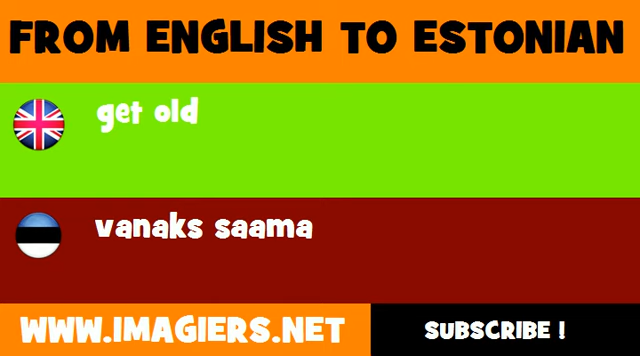 FROM ENGLISH TO ESTONIAN
get old
vanaks saama
WWW.IMAGIERS.NET
SUBSCRIBE !